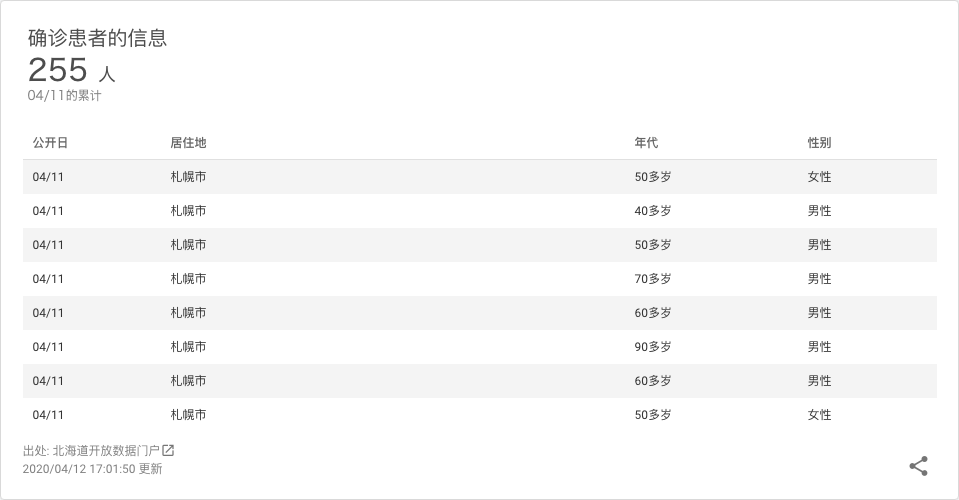 确诊患者的信息
255 人
04/11的累计
公开日 居住地 年代 性别
04/11 札幌市 50多岁 女性
04/11 札幌市 40多岁 男性
04/11 札幌市 50多岁 男性
04/11 札幌市 70多岁 男性
04/11 札幌市 60多岁 男性
04/11 札幌市 90多岁 男性
04/11 札幌市 60多岁 男性
04/11 札幌市 50多岁 女性
出处: 北海道开放数据门户
2020/04/12 17:01:50 更新